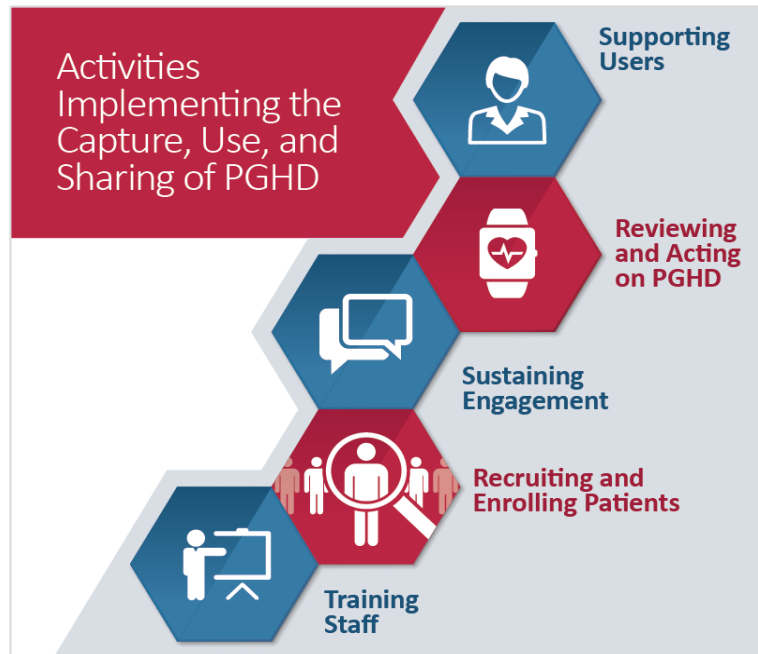 Activities
Implementing the
Capture, Use, and
Sharing of PGHD
Supporting
Users
Reviewing
and Acting
on PGHD
Sustaining
Engagement
Recruiting and
Enrolling Patients
Training
Staff